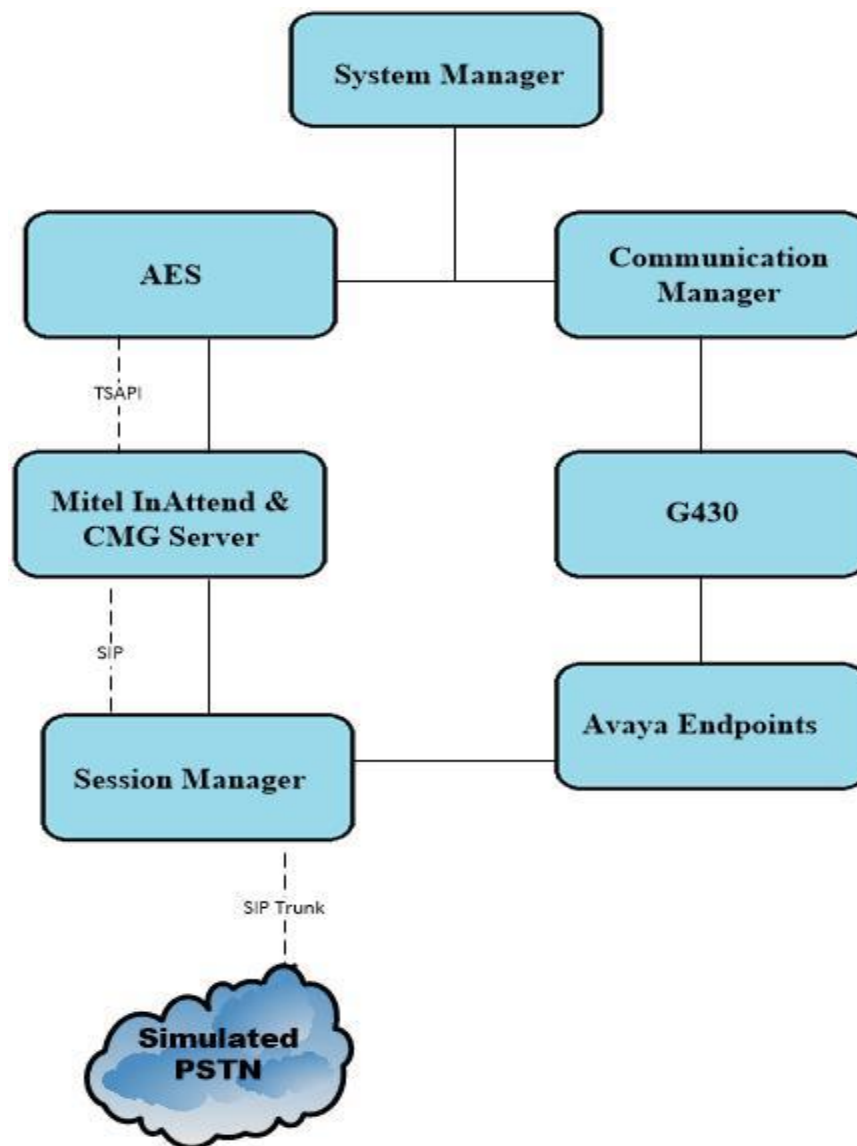 System Manager
AES
Communication
Manager
TSAPI
Mitel InAttend &
CMG Server
G430
SIP
Avaya Endpoints
Session Manager
SIP Trunk
Simulated
PSTN